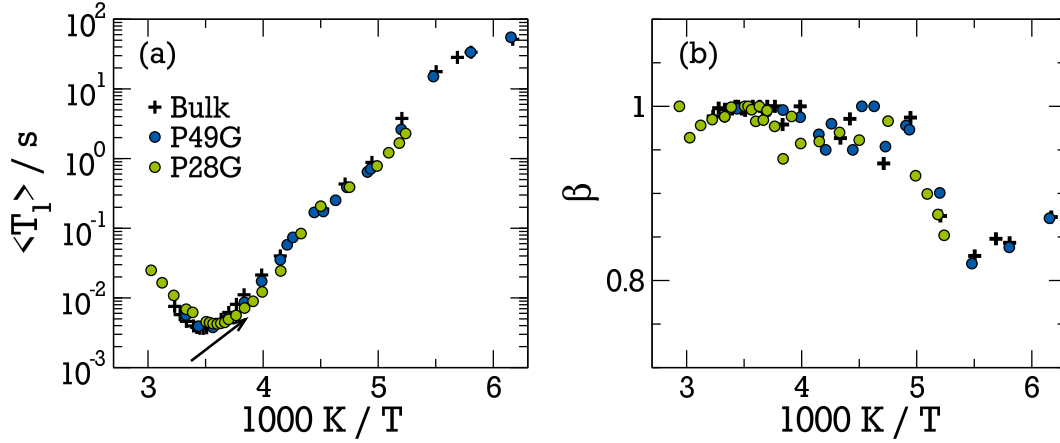 (a)
Bulk
P49G
P28G
10^2
10^1
10^0
10^-1
10^-2
10^-3
<T_1> / s
3 4 5 6
1000 K / T
(b)
1
0.8
β
3 4 5 6
1000 K / T